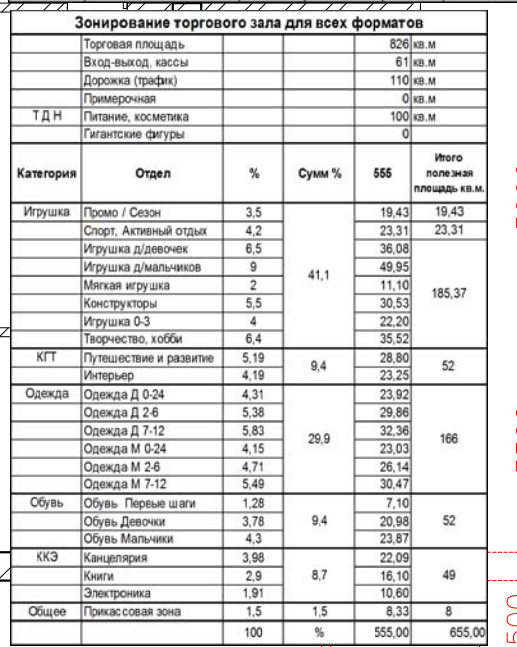 Зонирование торгового зала для всех форматов
Торговая площадь 826 кв.м
Вход-выход, кассы 61 кв.м
Дорожка (трафик) 110 кв.м
Примерочная 0 кв.м
ТДН Питание, косметика 100 кв.м
Гигантские фигуры 0
Категория Отдел % Сумм % 555 Итого полезная площадь кв.м.
Игрушка Промо / Сезон 3,5 19,43 19,43
Спорт, Активный отдых 4,2 23,31 23,31
Игрушка д/девочек 6,5 36,08
Игрушка д/мальчиков 9 49,95
41,1
Мягкая игрушка 2 11,10
185,37
Конструкторы 5,5 30,53
Игрушка 0-3 4 22,20
Творчество, хобби 6,4 35,52
КГТ Путешествие и развитие 5,19 9,4 28,80 52
Интерьер 4,19 23,25
Одежда Одежда Д 0-24 4,31 23,92
Одежда Д 2-6 5,38 29,86
Одежда Д 7-12 5,83 32,36
29,9 166
Одежда М 0-24 4,15 23,03
Одежда М 2-6 4,71 26,14
Одежда М 7-12 5,49 30,47
Обувь Обувь Первые шаги 1,28 7,10
Обувь Девочки 3,78 9,4 20,98 52
Обувь Мальчики 4,3 23,87
ККЭ Канцелярия 3,98 22,09
Книги 2,9 8,7 16,10 49
Электроника 1,91 10,60
Общее Прикассовая зона 1,5 1,5 8,33 8
100 % 555,00 655,00
500